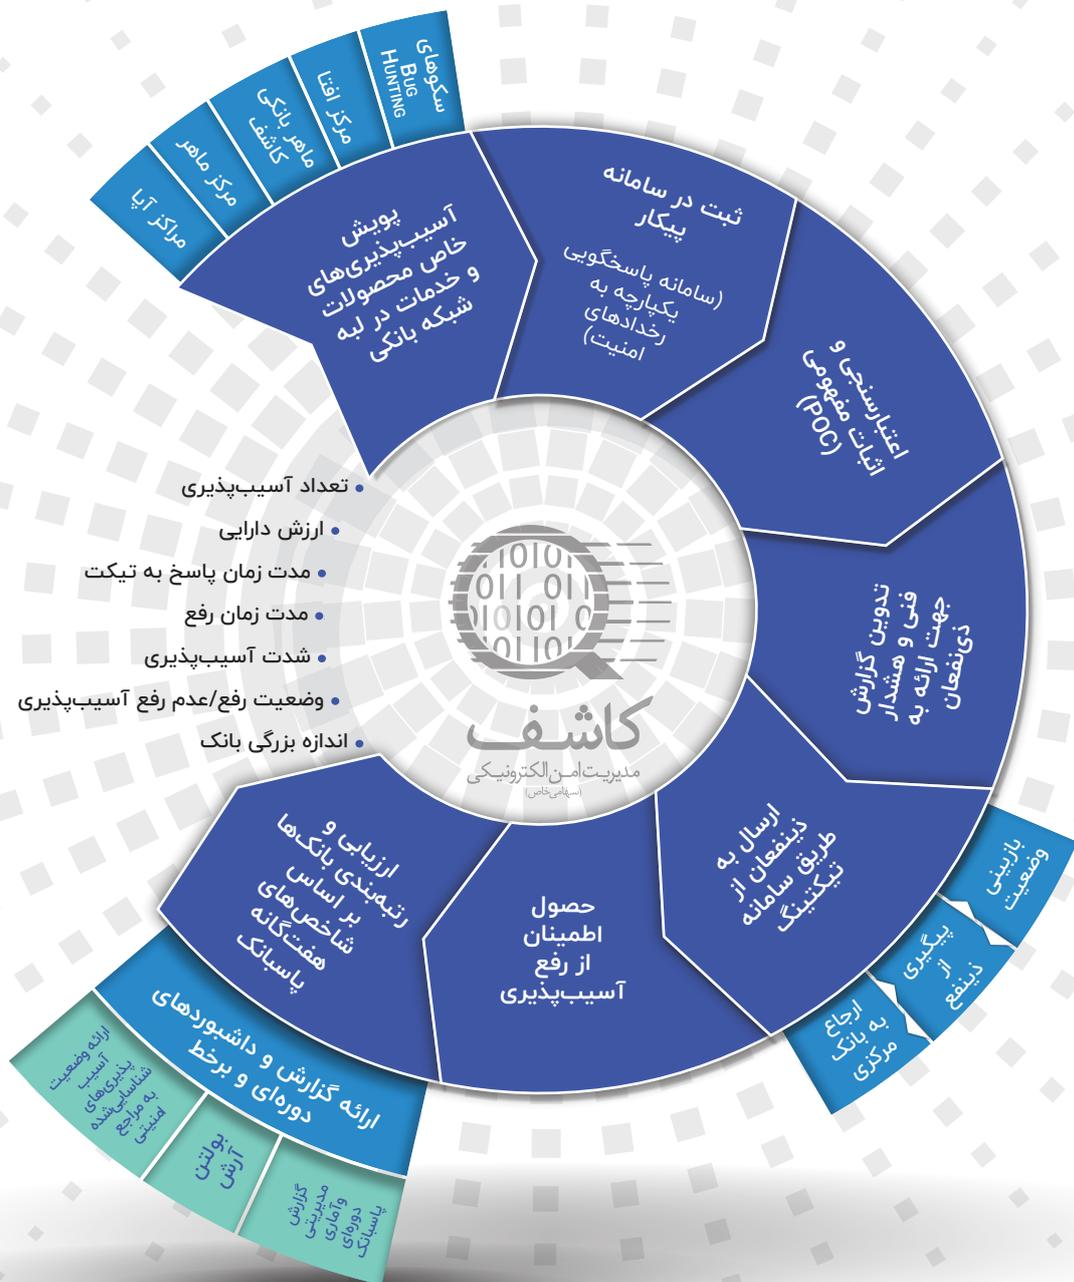 سکوهای
BUG
HUNTING
مرکز افتا
ماهر بانکی
کاشف
مرکز ماهر
مراکز آپا
پویش
آسیب‌پذیری‌های
خاص محصولات
و خدمات در لبه
شبکه بانکی
ثبت در سامانه
پیکار
(سامانه پاسخگویی
یکپارچه به
رخدادهای
امنیت)
اعتبارسنجی و
اثبات مفهومی
(POC)
تدوین گزارش
فنی و هشدار
جهت ارائه به
ذی‌نفعان
ارسال به
ذینفعان از
طریق سامانه
تیکتینگ
بازبینی
وضعیت
پیگیری
از
ذینفع
ارجاع
به بانک
مرکزی
حصول
اطمینان
از رفع
آسیب‌پذیری
ارزیابی و
رتبه‌بندی بانک‌ها
بر اساس
شاخص‌های
هفت‌گانه
پاسبانک
ارائه گزارش و داشبوردهای
دوره‌ای و برخط
ارائه وضعیت
آسیب
پذیری‌های
شناسایی‌شده
به مراجع
امنیتی
بولتن
آرش
گزارش
مدیریتی
وآماری
دوره‌ای
پاسبانک
• تعداد آسیب‌پذیری
• ارزش دارایی
• مدت زمان پاسخ به تیکت
• مدت زمان رفع
• شدت آسیب‌پذیری
• وضعیت رفع/عدم رفع آسیب‌پذیری
• اندازه بزرگی بانک
کاشف
مدیریت امن الکترونیکی
(سهامی خاص)